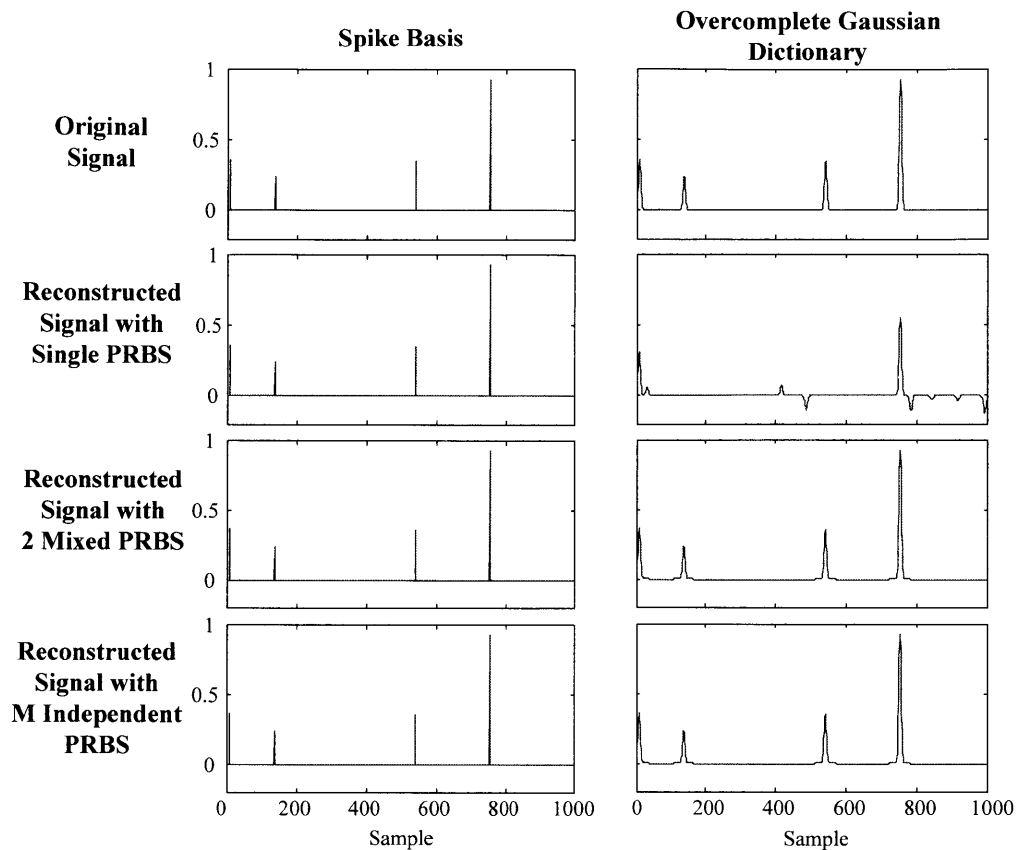 Spike Basis
Overcomplete Gaussian
Dictionary
Original
Signal
1
0.5
0
Reconstructed
Signal with
Single PRBS
1
0.5
0
Reconstructed
Signal with
2 Mixed PRBS
1
0.5
0
Reconstructed
Signal with
M Independent
PRBS
1
0.5
0
0 200 400 600 800 1000
Sample
0 200 400 600 800 1000
Sample